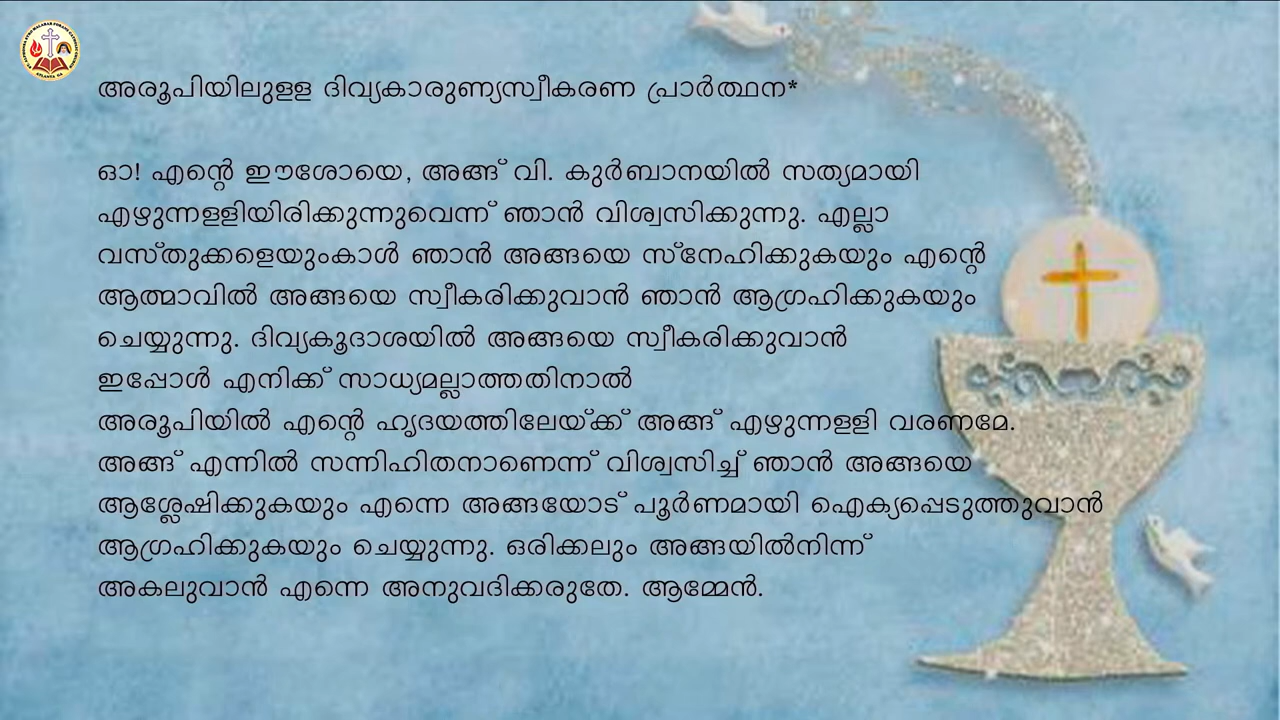 അരൂപിയിലുളള ദിവ്യകാരുണ്യസ്വീകരണ പ്രാർത്ഥന*
ഓ! എന്റെ ഈശോയെ, അങ്ങ് വി. കുർബാനയിൽ സത്യമായി
എഴുന്നളളിയിരിക്കുന്നുവെന്ന് ഞാൻ വിശ്വസിക്കുന്നു. എല്ലാ
വസ്തുക്കളെയുംകാൾ ഞാൻ അങ്ങയെ സ്നേഹിക്കുകയും എന്റെ
ആത്മാവിൽ അങ്ങയെ സ്വീകരിക്കുവാൻ ഞാൻ ആഗ്രഹിക്കുകയും
ചെയ്യുന്നു. ദിവ്യകൂദാശയിൽ അങ്ങയെ സ്വീകരിക്കുവാൻ
ഇപ്പോൾ എനിക്ക് സാധ്യമല്ലാത്തതിനാൽ
അരൂപിയിൽ എന്റെ ഹൃദയത്തിലേയ്ക്ക് അങ്ങ് എഴുന്നളളി വരണമേ.
അങ്ങ് എന്നിൽ സന്നിഹിതനാണെന്ന് വിശ്വസിച്ച് ഞാൻ അങ്ങയെ
ആശ്ലേഷിക്കുകയും എന്നെ അങ്ങയോട് പൂർണമായി ഐക്യപ്പെടുത്തുവാൻ
ആഗ്രഹിക്കുകയും ചെയ്യുന്നു. ഒരിക്കലും അങ്ങയിൽനിന്ന്
അകലുവാൻ എന്നെ അനുവദിക്കരുതേ. ആമ്മേൻ.